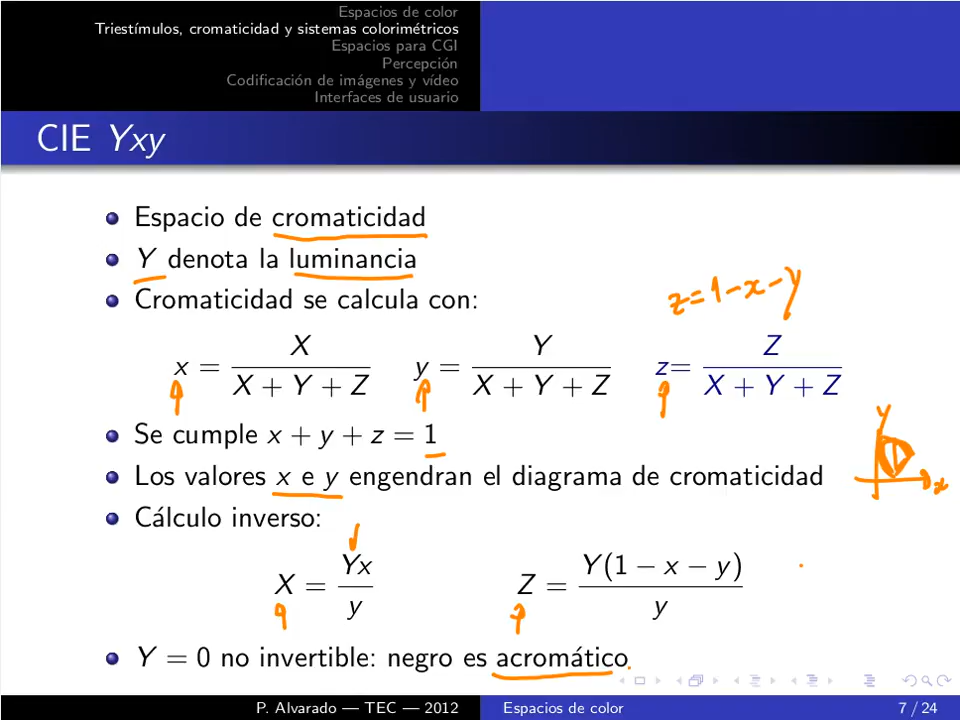 Espacios de color
Triestímulos, cromaticidad y sistemas colorimétricos
Espacios para CGI
Percepción
Codificación de imágenes y vídeo
Interfaces de usuario
CIE Yxy
Espacio de cromaticidad
Y denota la luminancia
Cromaticidad se calcula con:
z=1-x-y
x = X / (X + Y + Z)   y = Y / (X + Y + Z)   z= Z / (X + Y + Z)
Se cumple x + y + z = 1
y
Los valores x e y engendran el diagrama de cromaticidad
x
Cálculo inverso:
X = Yx / y   Z = Y(1 − x − y) / y
Y = 0 no invertible: negro es acromático.
P. Alvarado — TEC — 2012   Espacios de color   7 / 24